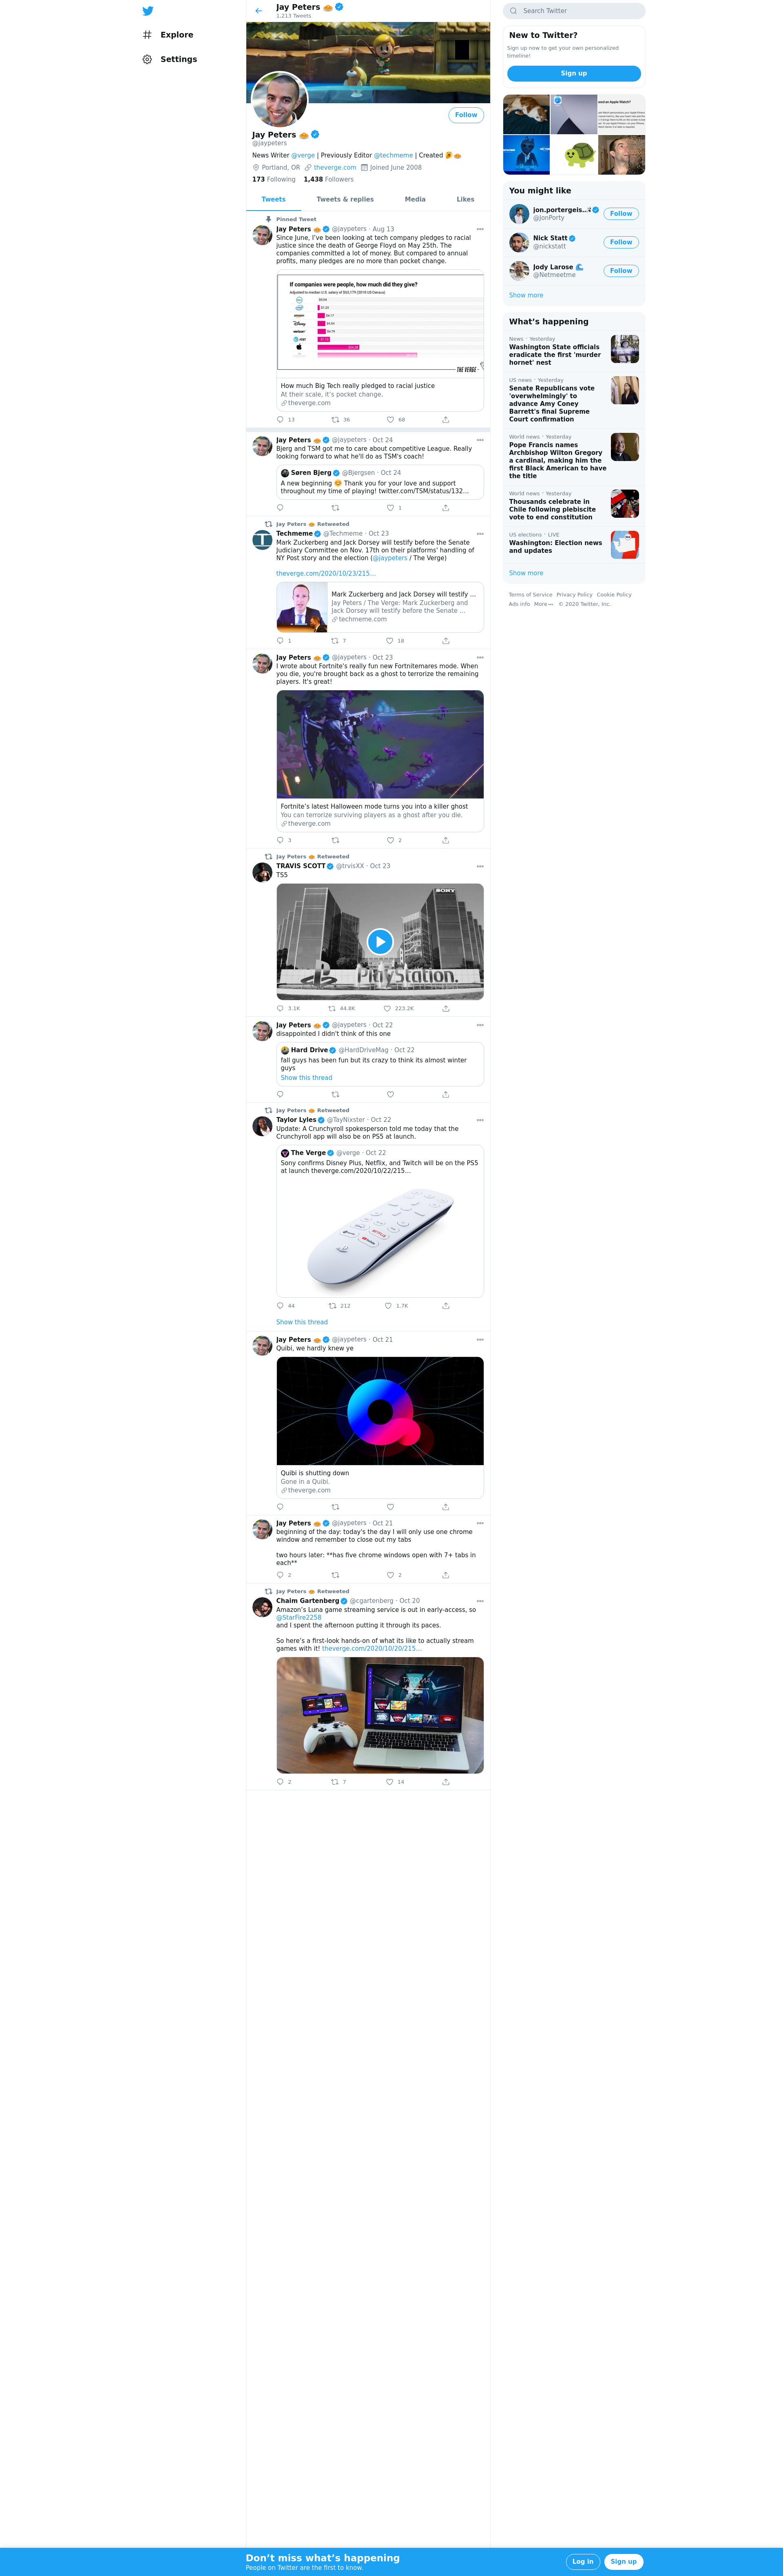 Jay Peters
1,213 Tweets
Search Twitter
Explore
Settings
New to Twitter?
Sign up now to get your own personalized
timeline!
Sign up
Follow
Jay Peters
@jaypeters
News Writer @verge | Previously Editor @techmeme | Created
Portland, OR theverge.com Joined June 2008
173 Following 1,438 Followers
Tweets Tweets & replies Media Likes
Pinned Tweet
Jay Peters @jaypeters · Aug 13
Since June, I've been looking at tech company pledges to racial
justice since the death of George Floyd on May 25th. The
companies committed a lot of money. But compared to annual
profits, many pledges are no more than pocket change.
If companies were people, how much did they give?
THE VERGE
How much Big Tech really pledged to racial justice
At their scale, it's pocket change.
theverge.com
13 36 68
Jay Peters @jaypeters · Oct 24
Bjerg and TSM got me to care about competitive League. Really
looking forward to what he'll do as TSM's coach!
Søren Bjerg @Bjergsen · Oct 24
A new beginning 😊 Thank you for your love and support
throughout my time of playing! twitter.com/TSM/status/132…
1
Jay Peters Retweeted
Techmeme @Techmeme · Oct 23
Mark Zuckerberg and Jack Dorsey will testify before the Senate
Judiciary Committee on Nov. 17th on their platforms' handling of
NY Post story and the election (@jaypeters / The Verge)
theverge.com/2020/10/23/215…
Mark Zuckerberg and Jack Dorsey will testify …
Jay Peters / The Verge: Mark Zuckerberg and
Jack Dorsey will testify before the Senate …
techmeme.com
1 7 18
Jay Peters @jaypeters · Oct 23
I wrote about Fortnite's really fun new Fortnitemares mode. When
you die, you're brought back as a ghost to terrorize the remaining
players. It's great!
Fortnite's latest Halloween mode turns you into a killer ghost
You can terrorize surviving players as a ghost after you die.
theverge.com
3 2
Jay Peters Retweeted
TRAVIS SCOTT @trvisXX · Oct 23
TS5
SONY
PlayStation.
3.1K 44.8K 223.2K
Jay Peters @jaypeters · Oct 22
disappointed I didn't think of this one
Hard Drive @HardDriveMag · Oct 22
fall guys has been fun but its crazy to think its almost winter
guys
Show this thread
Jay Peters Retweeted
Taylor Lyles @TayNixster · Oct 22
Update: A Crunchyroll spokesperson told me today that the
Crunchyroll app will also be on PS5 at launch.
The Verge @verge · Oct 22
Sony confirms Disney Plus, Netflix, and Twitch will be on the PS5
at launch theverge.com/2020/10/22/215…
44 212 1.7K
Show this thread
Jay Peters @jaypeters · Oct 21
Quibi, we hardly knew ye
Quibi is shutting down
Gone in a Quibi.
theverge.com
Jay Peters @jaypeters · Oct 21
beginning of the day: today's the day I will only use one chrome
window and remember to close out my tabs
two hours later: **has five chrome windows open with 7+ tabs in
each**
2 2
Jay Peters Retweeted
Chaim Gartenberg @cgartenberg · Oct 20
Amazon's Luna game streaming service is out in early-access, so
@StarFire2258
and I spent the afternoon putting it through its paces.
So here's a first-look hands-on of what its like to actually stream
games with it! theverge.com/2020/10/20/215…
2 7 14
You might like
jon.portergeis…
@JonPorty
Follow
Nick Statt
@nickstatt
Follow
Jody Larose 🌊
@Netmeetme
Follow
Show more
What's happening
News · Yesterday
Washington State officials
eradicate the first 'murder
hornet' nest
US news · Yesterday
Senate Republicans vote
'overwhelmingly' to
advance Amy Coney
Barrett's final Supreme
Court confirmation
World news · Yesterday
Pope Francis names
Archbishop Wilton Gregory
a cardinal, making him the
first Black American to have
the title
World news · Yesterday
Thousands celebrate in
Chile following plebiscite
vote to end constitution
US elections · LIVE
Washington: Election news
and updates
Show more
Terms of Service Privacy Policy Cookie Policy
Ads info More © 2020 Twitter, Inc.
Don't miss what's happening
People on Twitter are the first to know.
Log in
Sign up